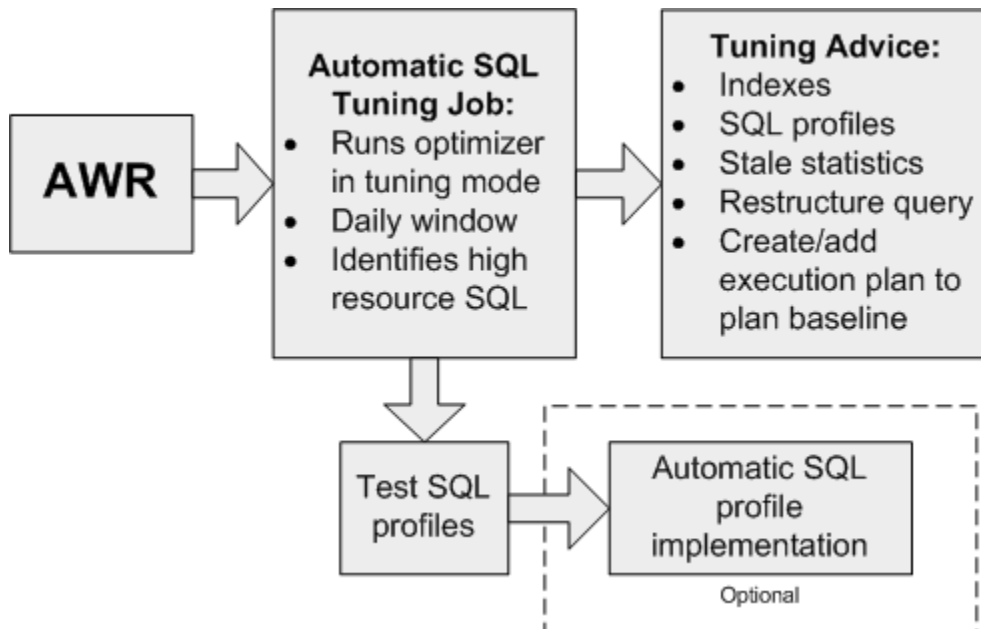 AWR
Automatic SQL
Tuning Job:
• Runs optimizer
in tuning mode
• Daily window
• Identifies high
resource SQL
Tuning Advice:
• Indexes
• SQL profiles
• Stale statistics
• Restructure query
• Create/add
execution plan to
plan baseline
Test SQL
profiles
Automatic SQL
profile
implementation
Optional